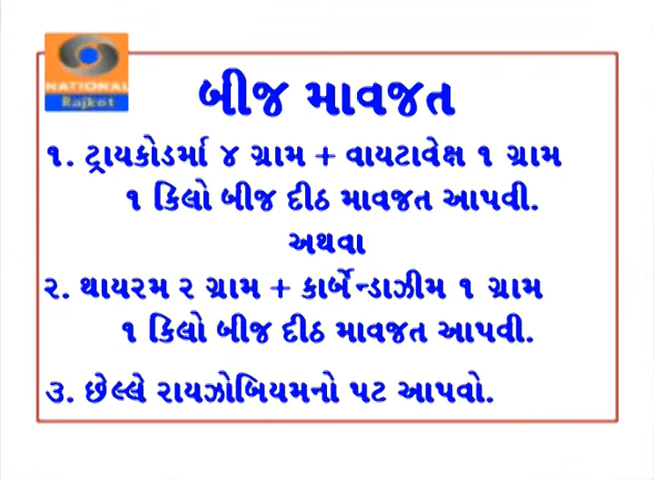 NATIONAL
Rajkot
બીજ માવજત
૧. ટ્રાયકોડર્મા ૪ ગ્રામ + વાયટાવેક્ષ ૧ ગ્રામ
૧ કિલો બીજ દીઠ માવજત આપવી.
અથવા
૨. થાયરમ ૨ ગ્રામ + કાર્બેન્ડાઝીમ ૧ ગ્રામ
૧ કિલો બીજ દીઠ માવજત આપવી.
૩. છેલ્લે રાયઝોબિયમનો પટ આપવો.